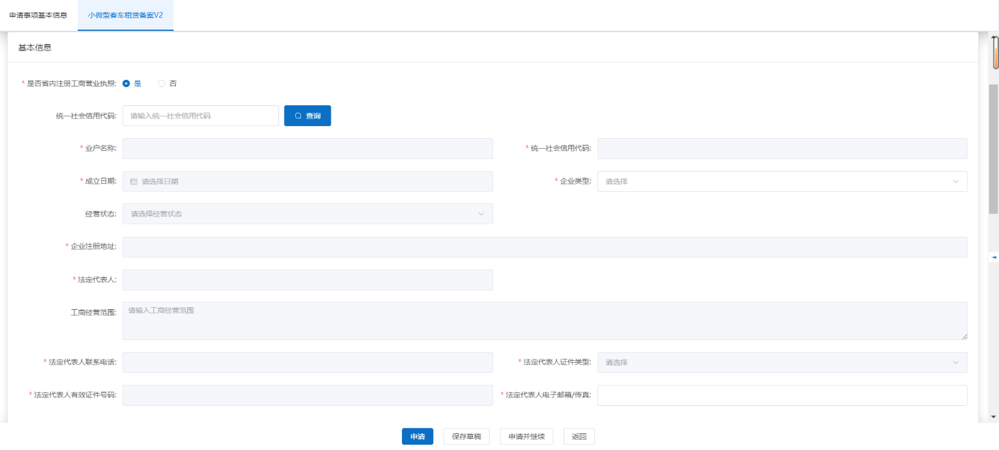 申请事项基本信息 小微型客车租赁备案V2
基本信息
* 是否省内注册工商营业执照: 是 否
统一社会信用代码: 请输入统一社会信用代码 查询
* 业户名称: * 统一社会信用代码:
* 成立日期: 请选择日期 * 企业类型: 请选择
经营状态: 请选择经营状态
* 企业注册地址:
* 法定代表人:
工商经营范围: 请输入工商经营范围
* 法定代表人联系电话: * 法定代表人证件类型: 请选择
* 法定代表人有效证件号码: * 法定代表人电子邮箱/传真:
申请 保存草稿 申请并继续 返回